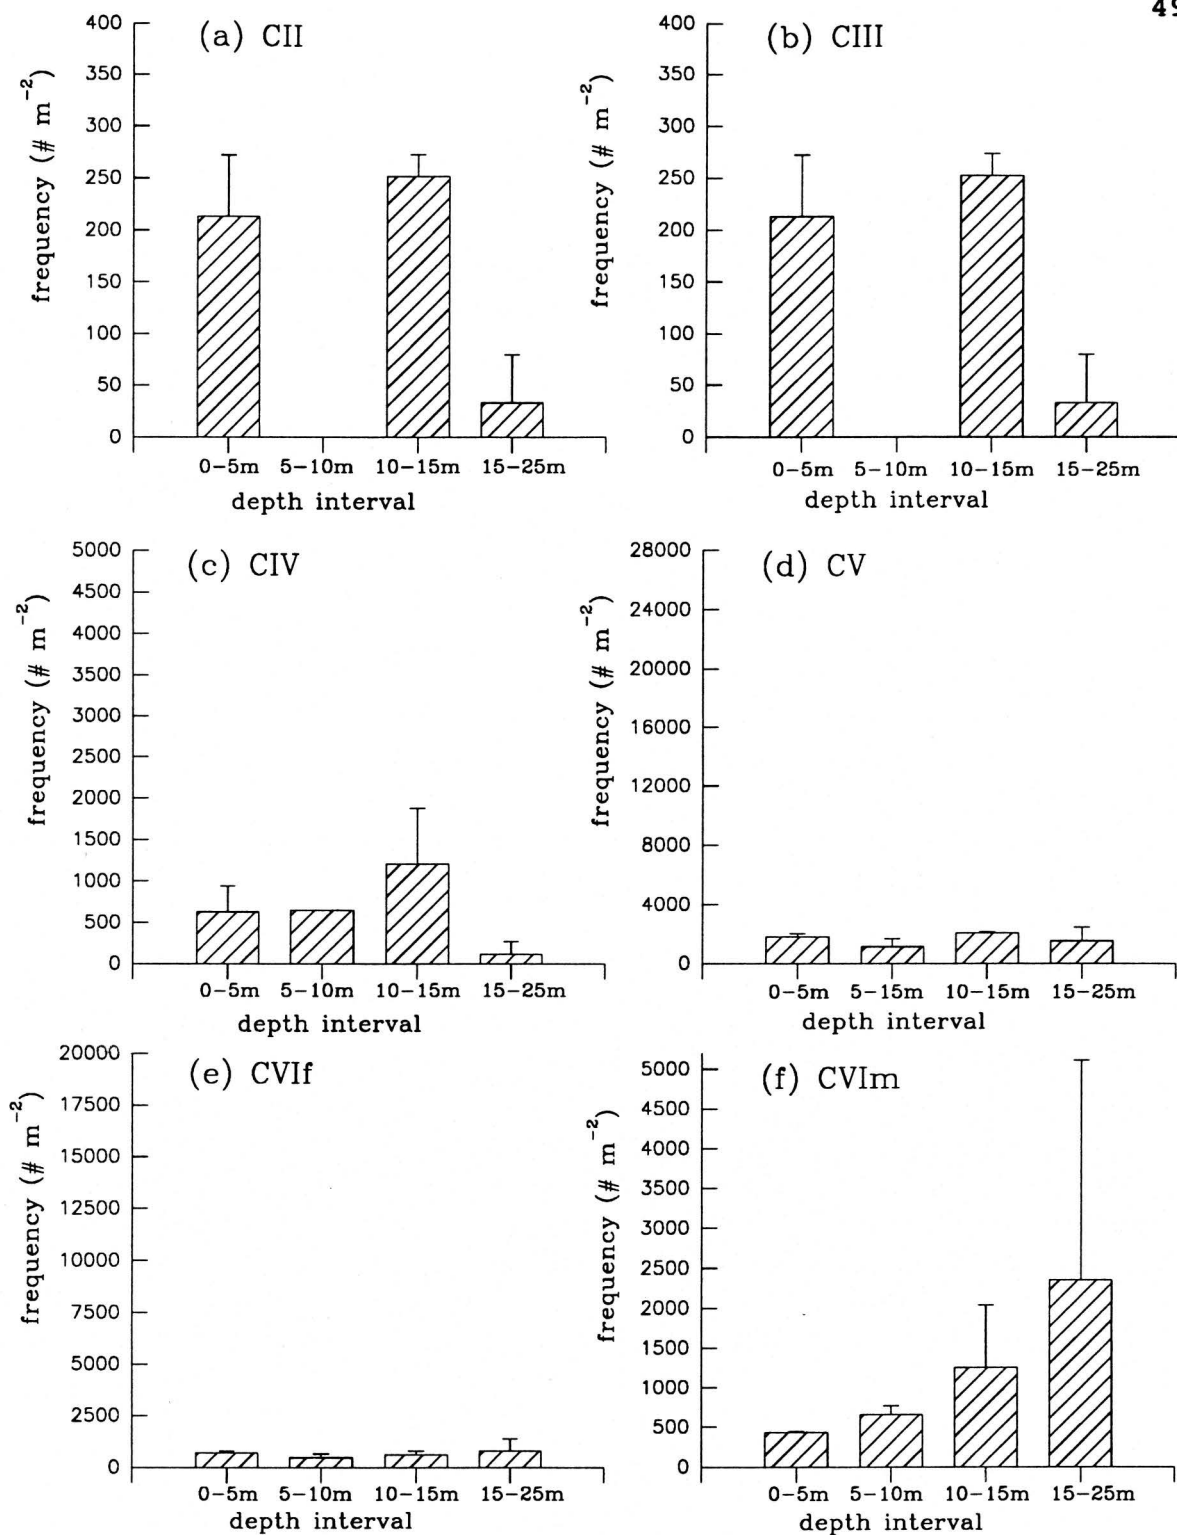 49
(a) CII
frequency (# m⁻²)
400
350
300
250
200
150
100
50
0
0-5m 5-10m 10-15m 15-25m
depth interval
(b) CIII
frequency (# m⁻²)
400
350
300
250
200
150
100
50
0
0-5m 5-10m 10-15m 15-25m
depth interval
(c) CIV
frequency (# m⁻²)
5000
4500
4000
3500
3000
2500
2000
1500
1000
500
0
0-5m 5-10m 10-15m 15-25m
depth interval
(d) CV
frequency (# m⁻²)
28000
24000
20000
16000
12000
8000
4000
0
0-5m 5-15m 10-15m 15-25m
depth interval
(e) CVIf
frequency (# m⁻²)
20000
17500
15000
12500
10000
7500
5000
2500
0
0-5m 5-10m 10-15m 15-25m
depth interval
(f) CVIm
frequency (# m⁻²)
5000
4500
4000
3500
3000
2500
2000
1500
1000
500
0
0-5m 5-10m 10-15m 15-25m
depth interval